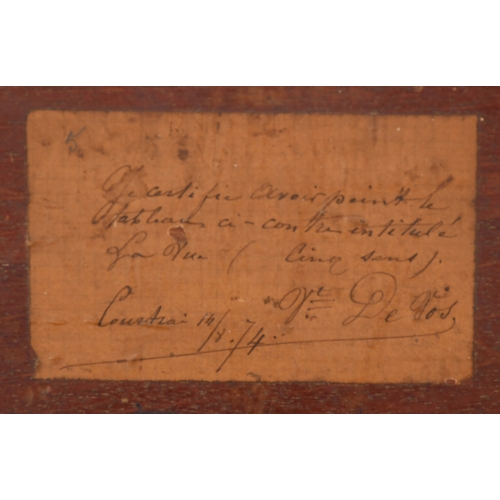 Je certifie avoir peint le
tableau ci-contre intitulé
La Vue ( Cinq sens ).
Vt De Vos,
Courtrai 14/8.74.